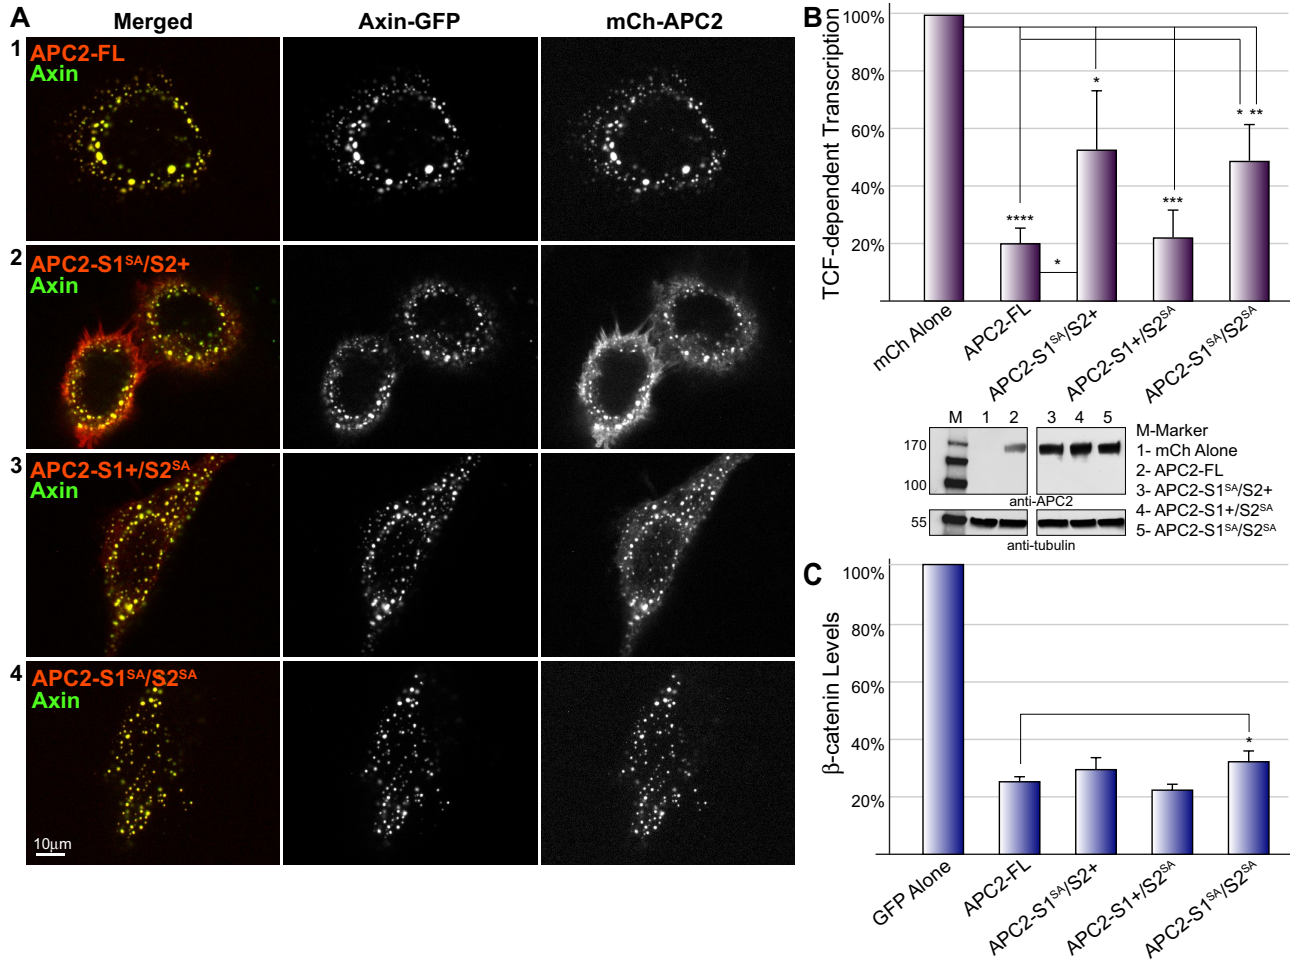 A
Merged
Axin-GFP
mCh-APC2
1
APC2-FL
Axin
2
APC2-S1SA/S2+
Axin
3
APC2-S1+/S2SA
Axin
4
APC2-S1SA/S2SA
Axin
10μm
B
TCF-dependent Transcription
100%
80%
60%
40%
20%
****
*
*
***
* **
mCh Alone
APC2-FL
APC2-S1SA/S2+
APC2-S1+/S2SA
APC2-S1SA/S2SA
M 1 2 3 4 5
170
100
anti-APC2
55
anti-tubulin
M-Marker
1- mCh Alone
2- APC2-FL
3- APC2-S1SA/S2+
4- APC2-S1+/S2SA
5- APC2-S1SA/S2SA
C
β-catenin Levels
100%
80%
60%
40%
20%
*
GFP Alone
APC2-FL
APC2-S1SA/S2+
APC2-S1+/S2SA
APC2-S1SA/S2SA